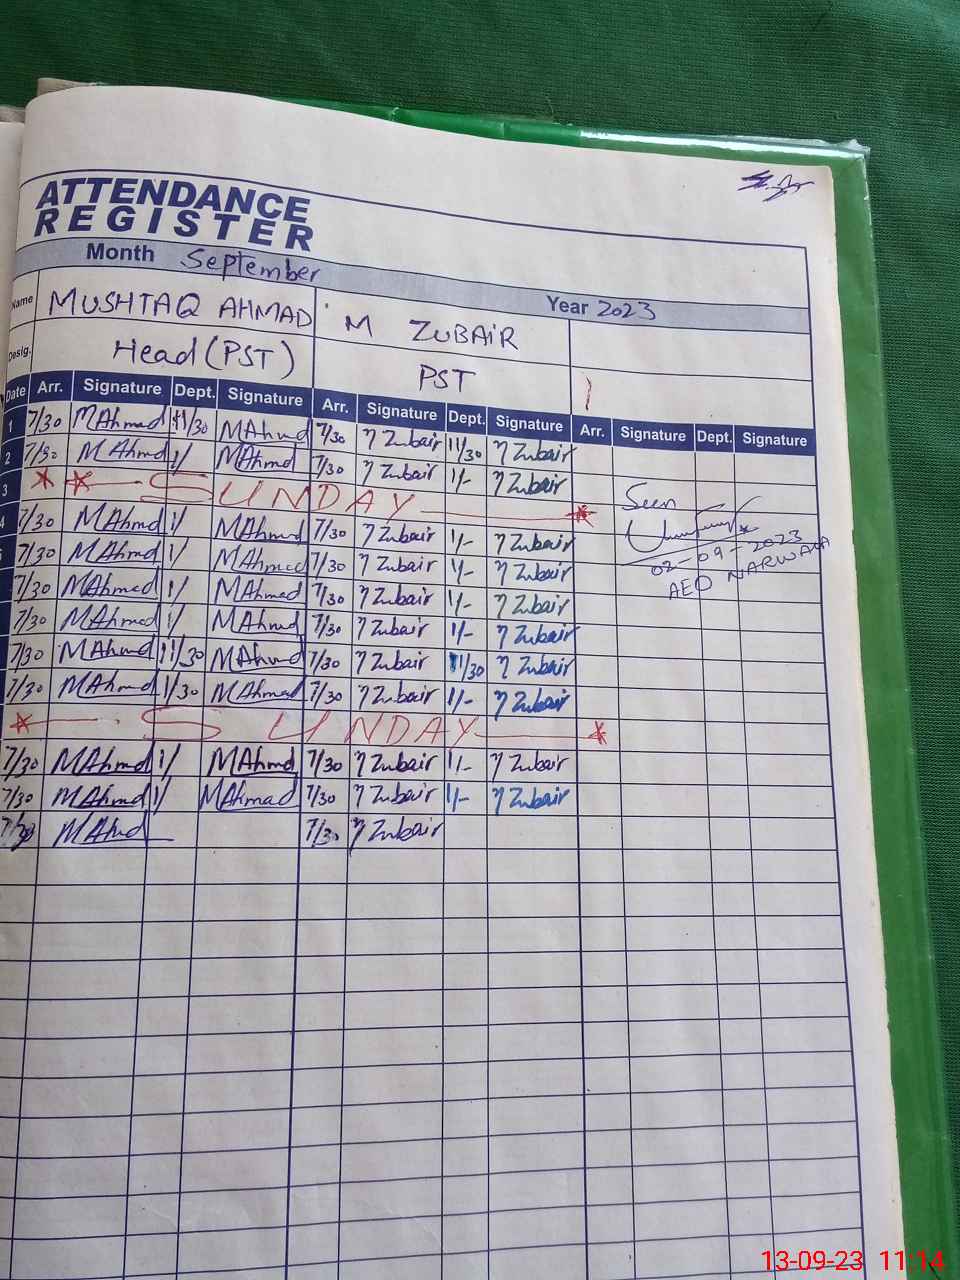 ATTENDANCE
REGISTER
Month September
Year 2023
Name MUSHTAQ AHMAD M ZUBAIR
Desig. Head (PST) PST
Date Arr. Signature Dept. Signature Arr. Signature Dept. Signature Arr. Signature Dept. Signature
1 7/30 MAhmad 11/30 MAhmad 7/30 M Zubair 11/30 M Zubair
2 7/30 MAhmad 1/ MAhmad 7/30 M Zubair 1/- M Zubair
3 SUNDAY
Seen
4 7/30 MAhmad 1/ MAhmad 7/30 M Zubair 1/- M Zubair
02-09-2023
AEO NARWALA
7/30 MAhmad 1/ MAhmad 7/30 M Zubair 1/- M Zubair
7/30 MAhmad 1/ MAhmad 7/30 M Zubair 1/- M Zubair
7/30 MAhmad 1/ MAhmad 7/30 M Zubair 1/- M Zubair
7/30 MAhmad 11/30 MAhmad 7/30 M Zubair 11/30 M Zubair
7/30 MAhmad 1/30 MAhmad 7/30 M Zubair 1/- M Zubair
SUNDAY
7/30 MAhmad 1/ MAhmad 7/30 M Zubair 1/- M Zubair
7/30 MAhmad 1/ MAhmad 7/30 M Zubair 1/- M Zubair
7/30 MAhmad 7/30 M Zubair
13-09-23 11:14